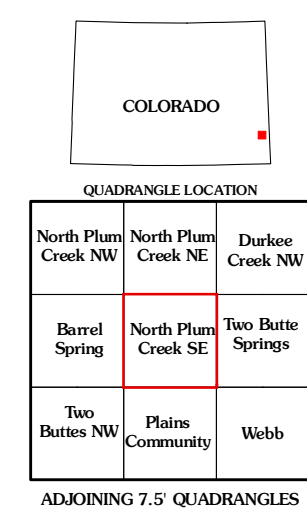 COLORADO
QUADRANGLE LOCATION
North Plum
Creek NW
North Plum
Creek NE
Durkee
Creek NW
Barrel
Spring
North Plum
Creek SE
Two Butte
Springs
Two
Buttes NW
Plains
Community
Webb
ADJOINING 7.5' QUADRANGLES